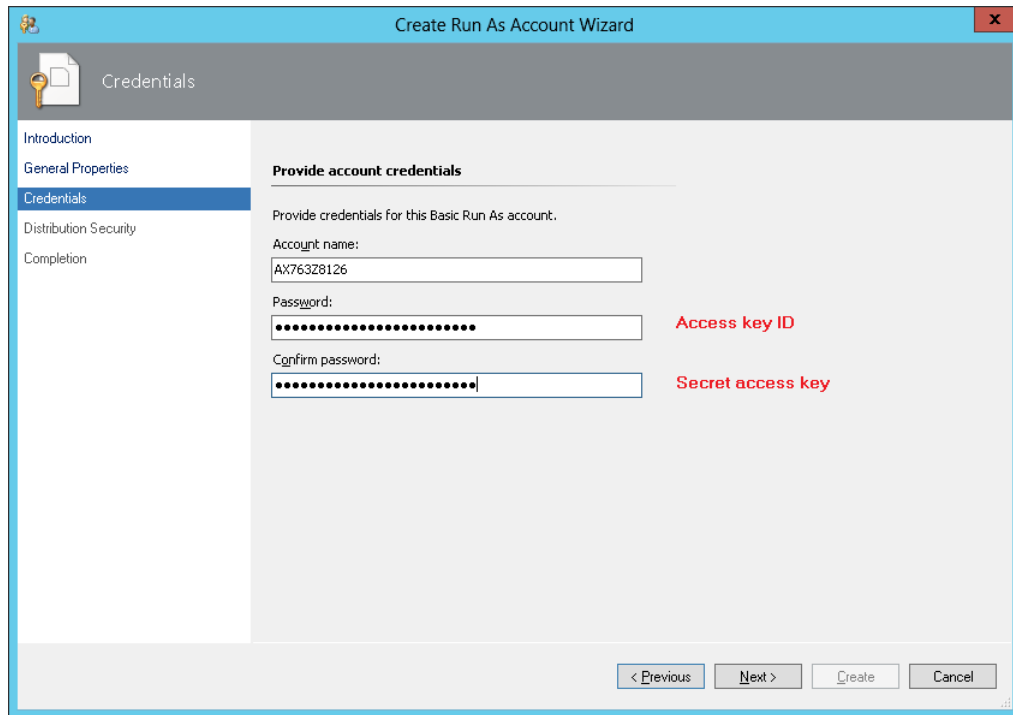 Create Run As Account Wizard
x
Credentials
Introduction
General Properties
Credentials
Distribution Security
Completion
Provide account credentials
Provide credentials for this Basic Run As account.
Account name:
AX763Z8126
Password:
●●●●●●●●●●●●●●●●●●●●●●●●
Access key ID
Confirm password:
●●●●●●●●●●●●●●●●●●●●●●●●
Secret access key
< Previous
Next >
Create
Cancel